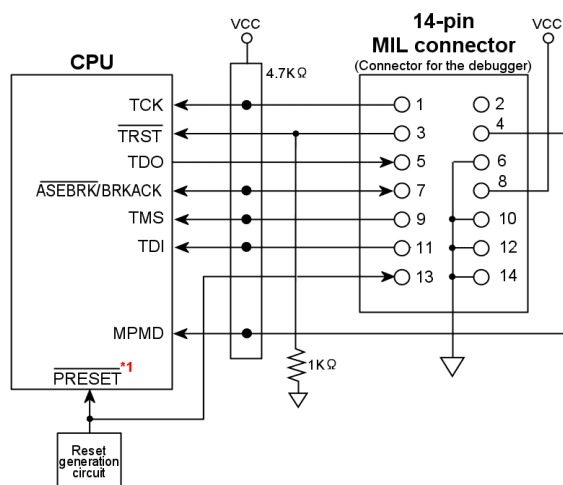 VCC
14-pin
MIL connector
(Connector for the debugger)
VCC
CPU
4.7KΩ
TCK
1
2
TRST
3
4
TDO
5
6
ASEBRK/BRKACK
7
8
TMS
9
10
TDI
11
12
13
14
MPMD
PRESET*1
1KΩ
Reset
generation
circuit